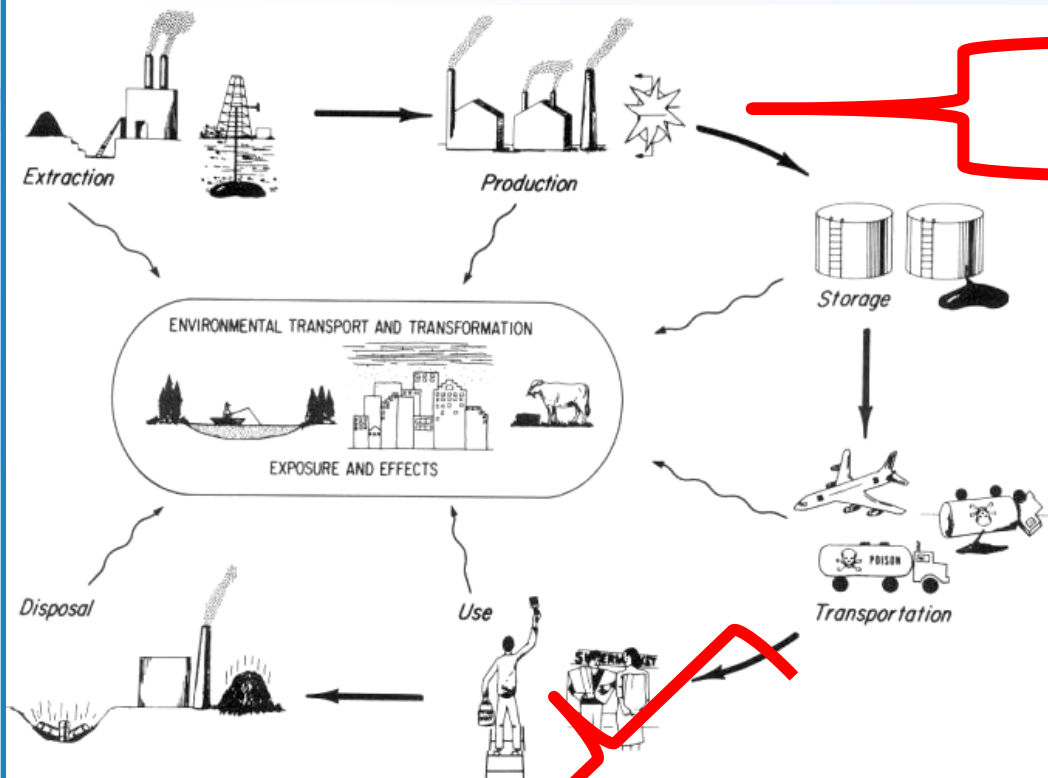 Extraction
Production
Storage
ENVIRONMENTAL TRANSPORT AND TRANSFORMATION
EXPOSURE AND EFFECTS
POISON
Transportation
Disposal
Use